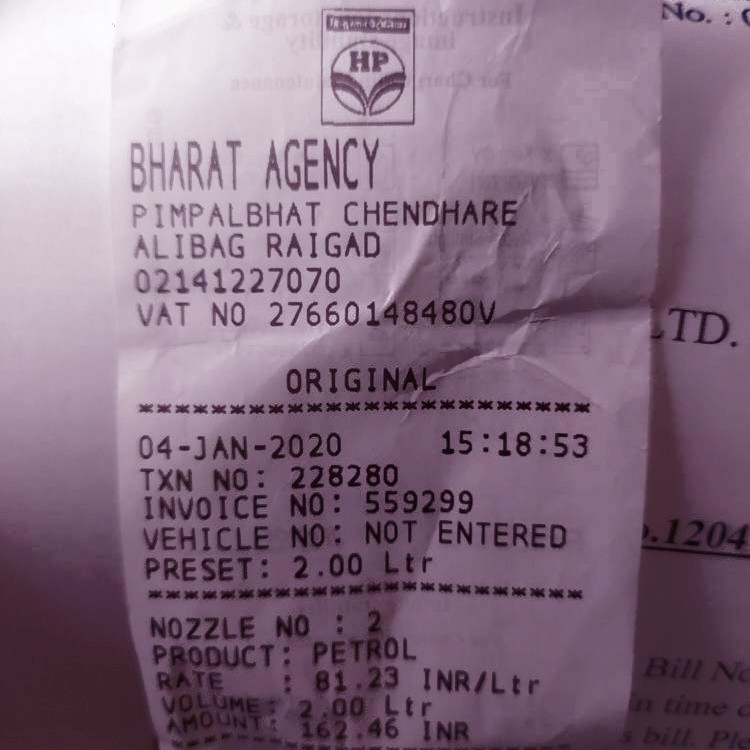 HP
BHARAT AGENCY
PIMPALBHAT CHENDHARE
ALIBAG RAIGAD
02141227070
VAT NO 27660148480V
ORIGINAL
*************************
04-JAN-2020 15:18:53
TXN NO: 228280
INVOICE NO: 559299
VEHICLE NO: NOT ENTERED
PRESET: 2.00 Ltr
*************************
NOZZLE NO : 2
PRODUCT: PETROL
RATE : 81.23 INR/Ltr
VOLUME: 2.00 Ltr
AMOUNT: 162.46 INR
No. :
LTD.
.1204
Bill No
in time
bill.